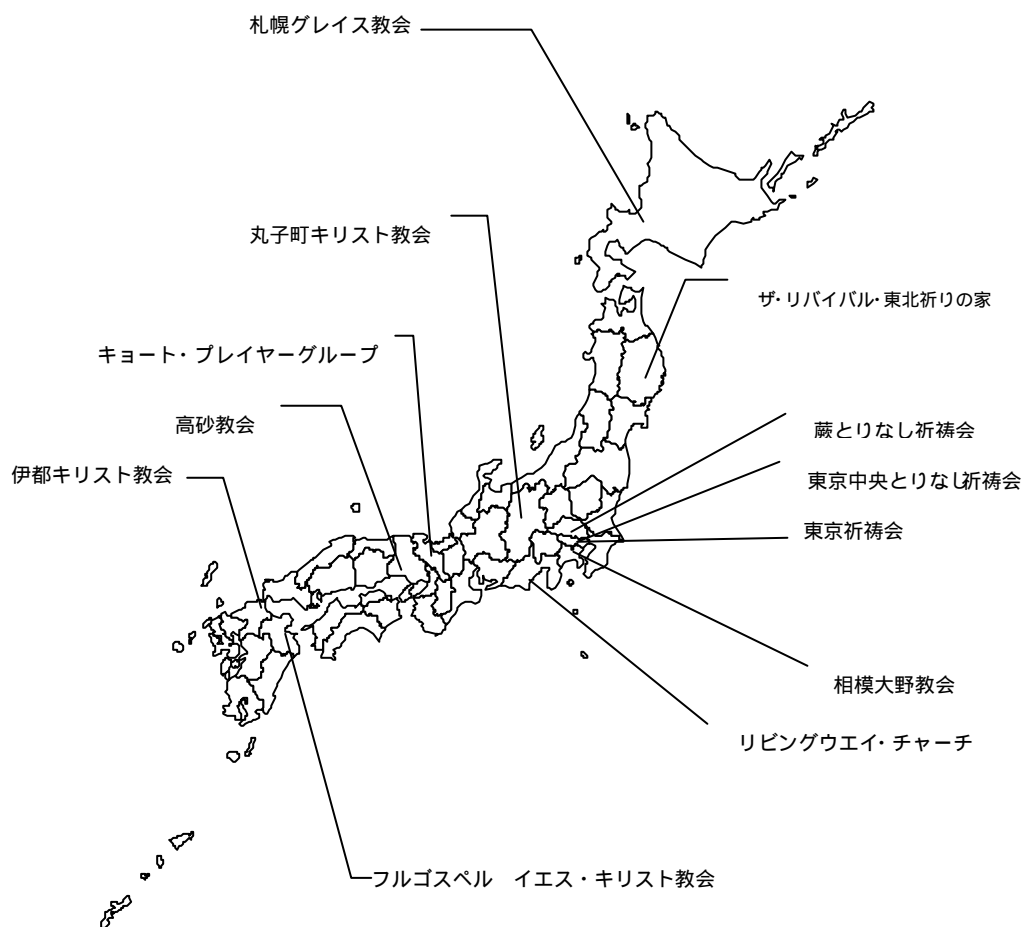 札幌グレイス教会
丸子町キリスト教会
ザ・リバイバル・東北祈りの家
キョート・プレイヤーグループ
高砂教会
蕨とりなし祈祷会
伊都キリスト教会
東京中央とりなし祈祷会
東京祈祷会
相模大野教会
リビングウエイ・チャーチ
フルゴスペル　イエス・キリスト教会